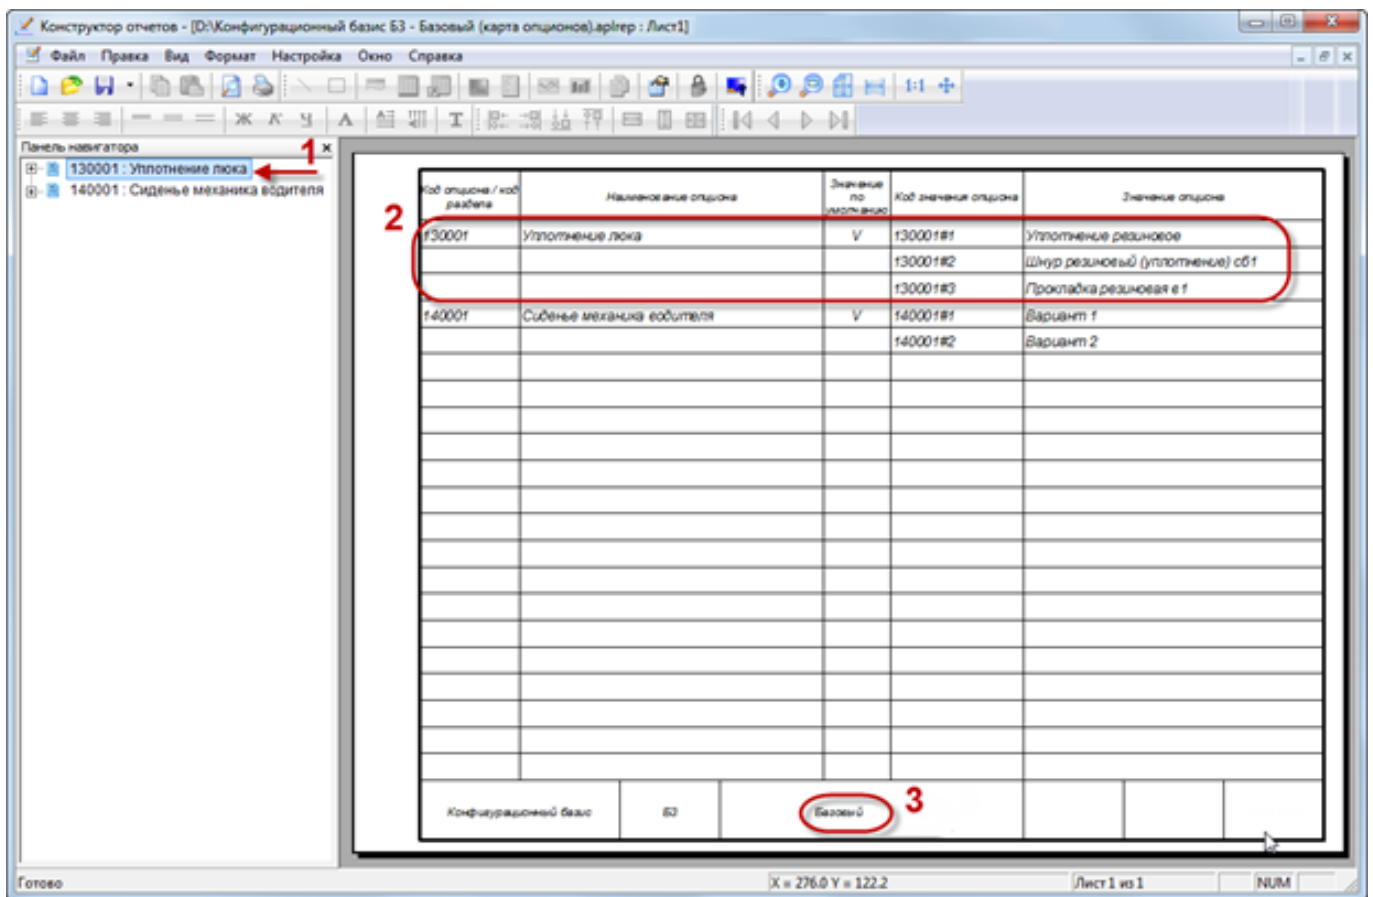 Конструктор отчетов - [D:\Конфигурационный базис Б3 - Базовый (карта опционов).aplrep : Лист1]
Файл Правка Вид Формат Настройка Окно Справка
1:1
Ж К Ч А Т
Панель навигатора
1
130001 : Уплотнение люка
140001 : Сиденье механика водителя
Код опциона / код раздела
Наименование опциона
Значение по умолчанию
Код значения опциона
Значение опциона
2
130001 Уплотнение люка V 130001#1 Уплотнение резиновое
130001#2 Шнур резиновый (уплотнение) сб1
130001#3 Прокладка резиновая е1
140001 Сиденье механика водителя V 140001#1 Вариант 1
140001#2 Вариант 2
Конфигурационный базис Б3 Базовый 3
Готово X = 276.0 Y = 122.2 Лист 1 из 1 NUM